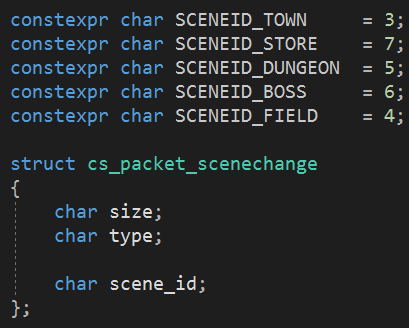 constexpr char SCENEID_TOWN     = 3;
constexpr char SCENEID_STORE    = 7;
constexpr char SCENEID_DUNGEON  = 5;
constexpr char SCENEID_BOSS     = 6;
constexpr char SCENEID_FIELD    = 4;

struct cs_packet_scenechange
{
    char size;
    char type;

    char scene_id;
};